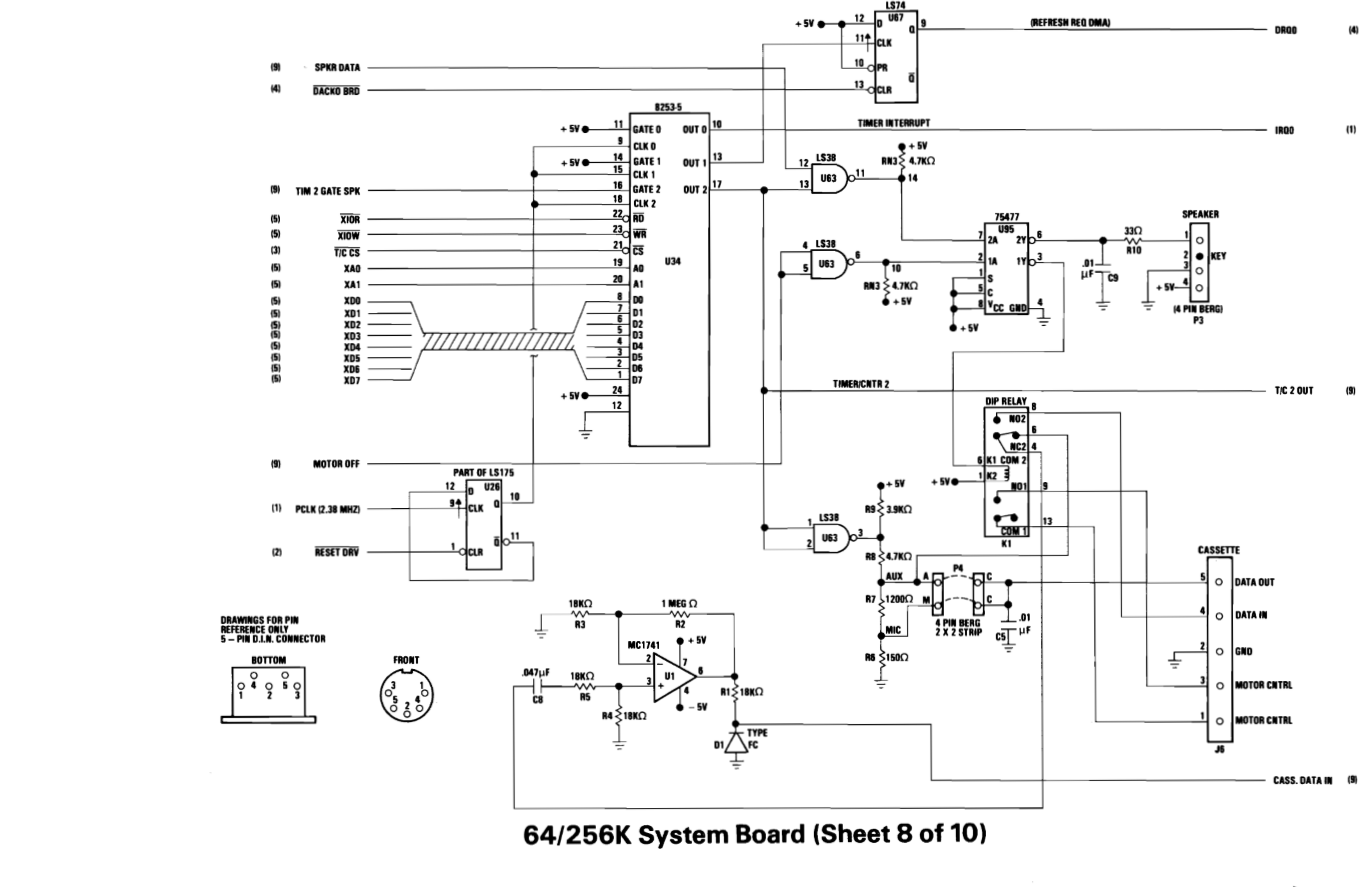 LS74
+5V 12 D U67 Q 9 (REFRESH REQ DMA) DRQ0 (4)
11 CLK
10 PR
Q
13 CLR
(9) SPKR DATA
(4) DACK0 BRD
8253-5
+5V 11 GATE 0 OUT 0 10 TIMER INTERRUPT IRQ0 (1)
9 CLK 0
+5V 14 GATE 1 OUT 1 13
15 CLK 1
(9) TIM 2 GATE SPK 16 GATE 2 OUT 2 17
18 CLK 2
(5) XIOR 22 RD
(5) XIOW 23 WR
(3) T/C CS 21 CS
U34
(5) XA0 19 A0
(5) XA1 20 A1
(5) XD0 8 D0
(5) XD1 7 D1
(5) XD2 6 D2
(5) XD3 5 D3
(5) XD4 4 D4
(5) XD5 3 D5
(5) XD6 2 D6
(5) XD7 1 D7
+5V 24
12
+5V
RN3 4.7KΩ
LS38
12 13 U63 11 14
LS38
4 5 U63 6 10
RN3 4.7KΩ
+5V
75477
U95
7 2A 2Y 6
2 1A 1Y 3
1 S
5 C
8 VCC GND 4
+5V
33Ω
R10
.01
µF C9
SPEAKER
1
2 KEY
3
+5V 4
(4 PIN BERG)
P3
TIMER/CNTR 2 T/C 2 OUT (9)
DIP RELAY
8 NO2
6
NC2 4
6 K1 COM 2
+5V 1 K2
NO1 9
COM 1 13
K1
(9) MOTOR OFF
PART OF LS175
12 D U26 Q 10
(1) PCLK (2.38 MHZ) 9 CLK
Q 11
(2) RESET DRV 1 CLR
+5V
R9 3.9KΩ
LS38
1 2 U63 3
R8 4.7KΩ
AUX A P4 C
R7 1200Ω M C
MIC
4 PIN BERG
2 X 2 STRIP
C5 .01
µF
R6 150Ω
CASSETTE
5 DATA OUT
4 DATA IN
2 GND
3 MOTOR CNTRL
1 MOTOR CNTRL
J6
18KΩ
R3
1 MEG Ω
R2
MC1741
+5V
2 − 7
U1 6
3 + 4
−5V
.047µF
C8
18KΩ
R5
R4 18KΩ
R1 18KΩ
D1 TYPE
FC
CASS. DATA IN (9)
DRAWINGS FOR PIN
REFERENCE ONLY
5 – PIN D.I.N. CONNECTOR
BOTTOM
4 5
1 2 3
FRONT
3 1
5 4
2
64/256K System Board (Sheet 8 of 10)